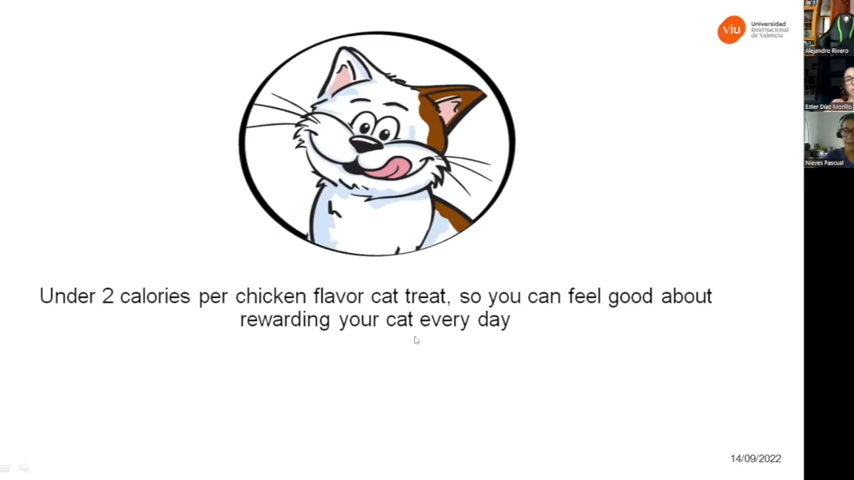 viu
Universidad
Internacional
de Valencia
Alejandro Rivero
Ester Díaz Morillo
Nieves Pascual
Under 2 calories per chicken flavor cat treat, so you can feel good about
rewarding your cat every day
14/09/2022